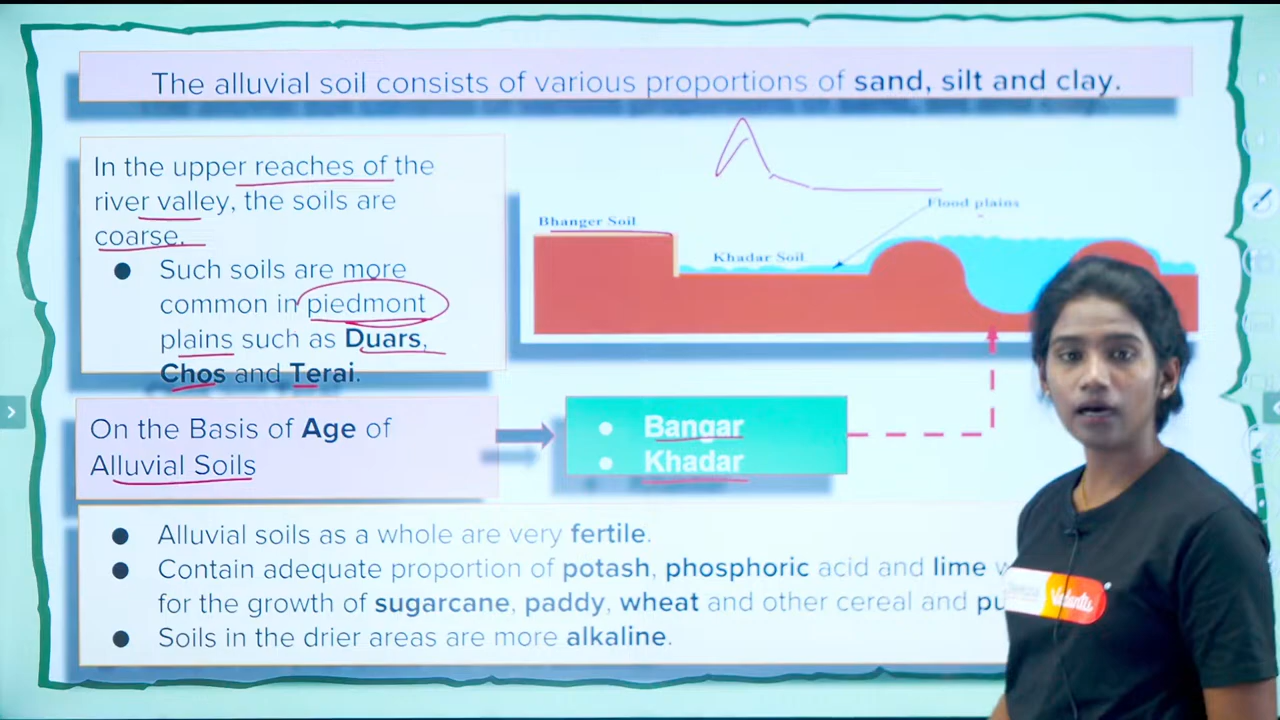 The alluvial soil consists of various proportions of sand, silt and clay.
In the upper reaches of the
river valley, the soils are
coarse.
● Such soils are more
common in piedmont
plains such as Duars,
Chos and Terai.
Bhanger Soil
Khadar Soil
Flood plains
On the Basis of Age of
Alluvial Soils
● Bangar
● Khadar
● Alluvial soils as a whole are very fertile.
● Contain adequate proportion of potash, phosphoric acid and lime
for the growth of sugarcane, paddy, wheat and other cereal and
● Soils in the drier areas are more alkaline.
Vedantu